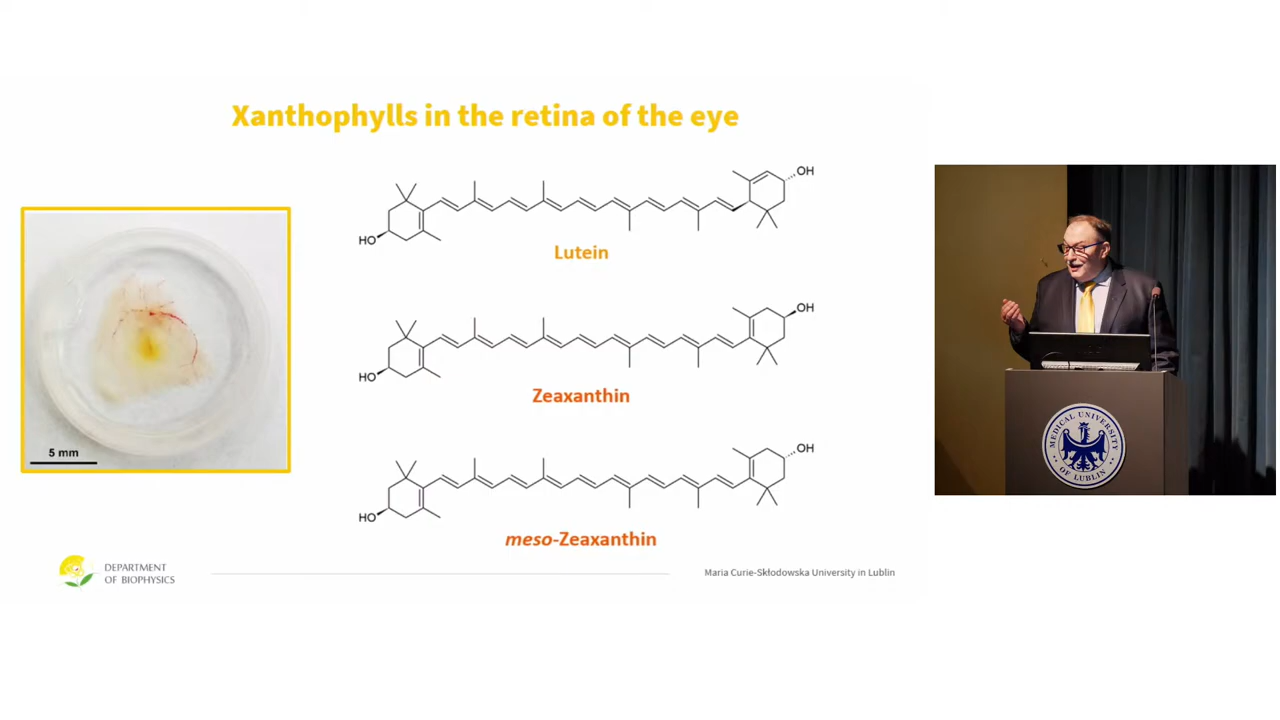 Xanthophylls in the retina of the eye
OH
HO
Lutein
OH
HO
Zeaxanthin
OH
HO
meso-Zeaxanthin
5 mm
DEPARTMENT
OF BIOPHYSICS
Maria Curie-Skłodowska University in Lublin
MEDICAL UNIVERSITY
OF LUBLIN